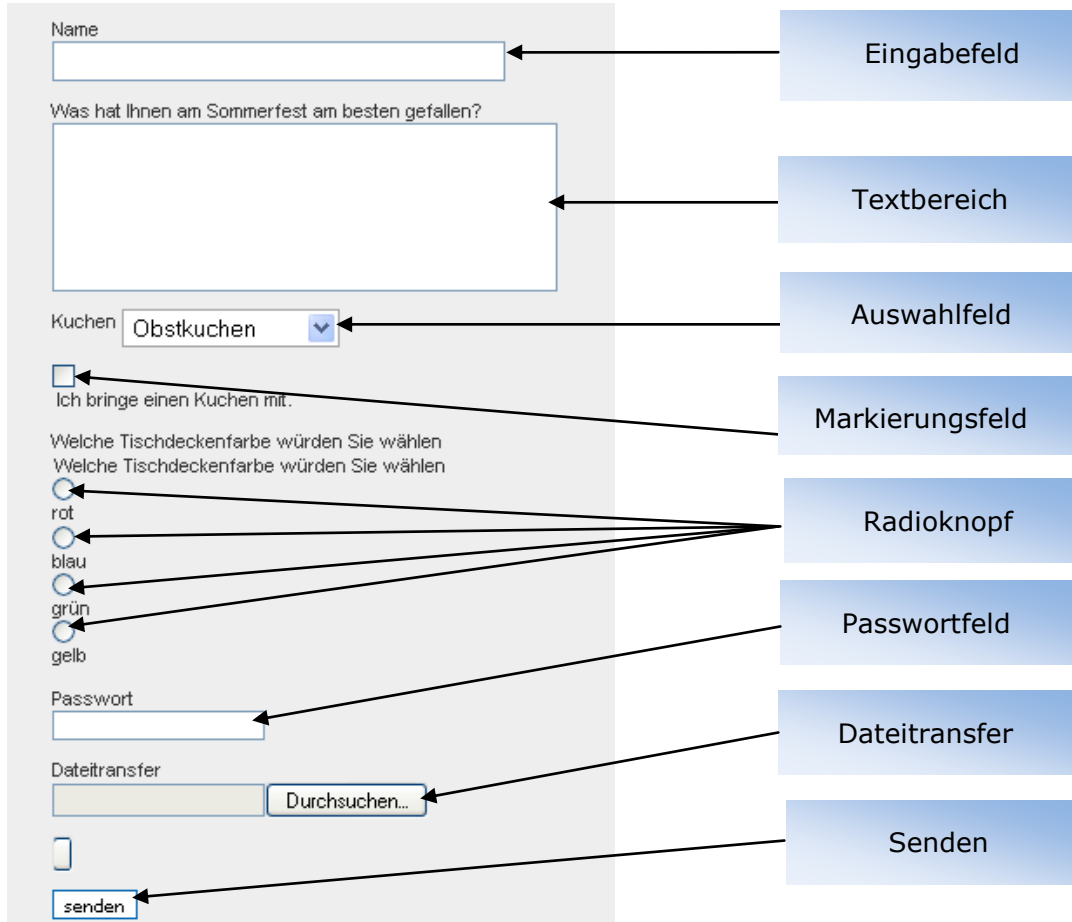 Name
Eingabefeld
Was hat Ihnen am Sommerfest am besten gefallen?
Textbereich
Kuchen Obstkuchen
Auswahlfeld
Ich bringe einen Kuchen mit.
Markierungsfeld
Welche Tischdeckenfarbe würden Sie wählen
Welche Tischdeckenfarbe würden Sie wählen
rot
Radioknopf
blau
grün
gelb
Passwortfeld
Passwort
Dateitransfer
Dateitransfer
Durchsuchen...
Senden
senden